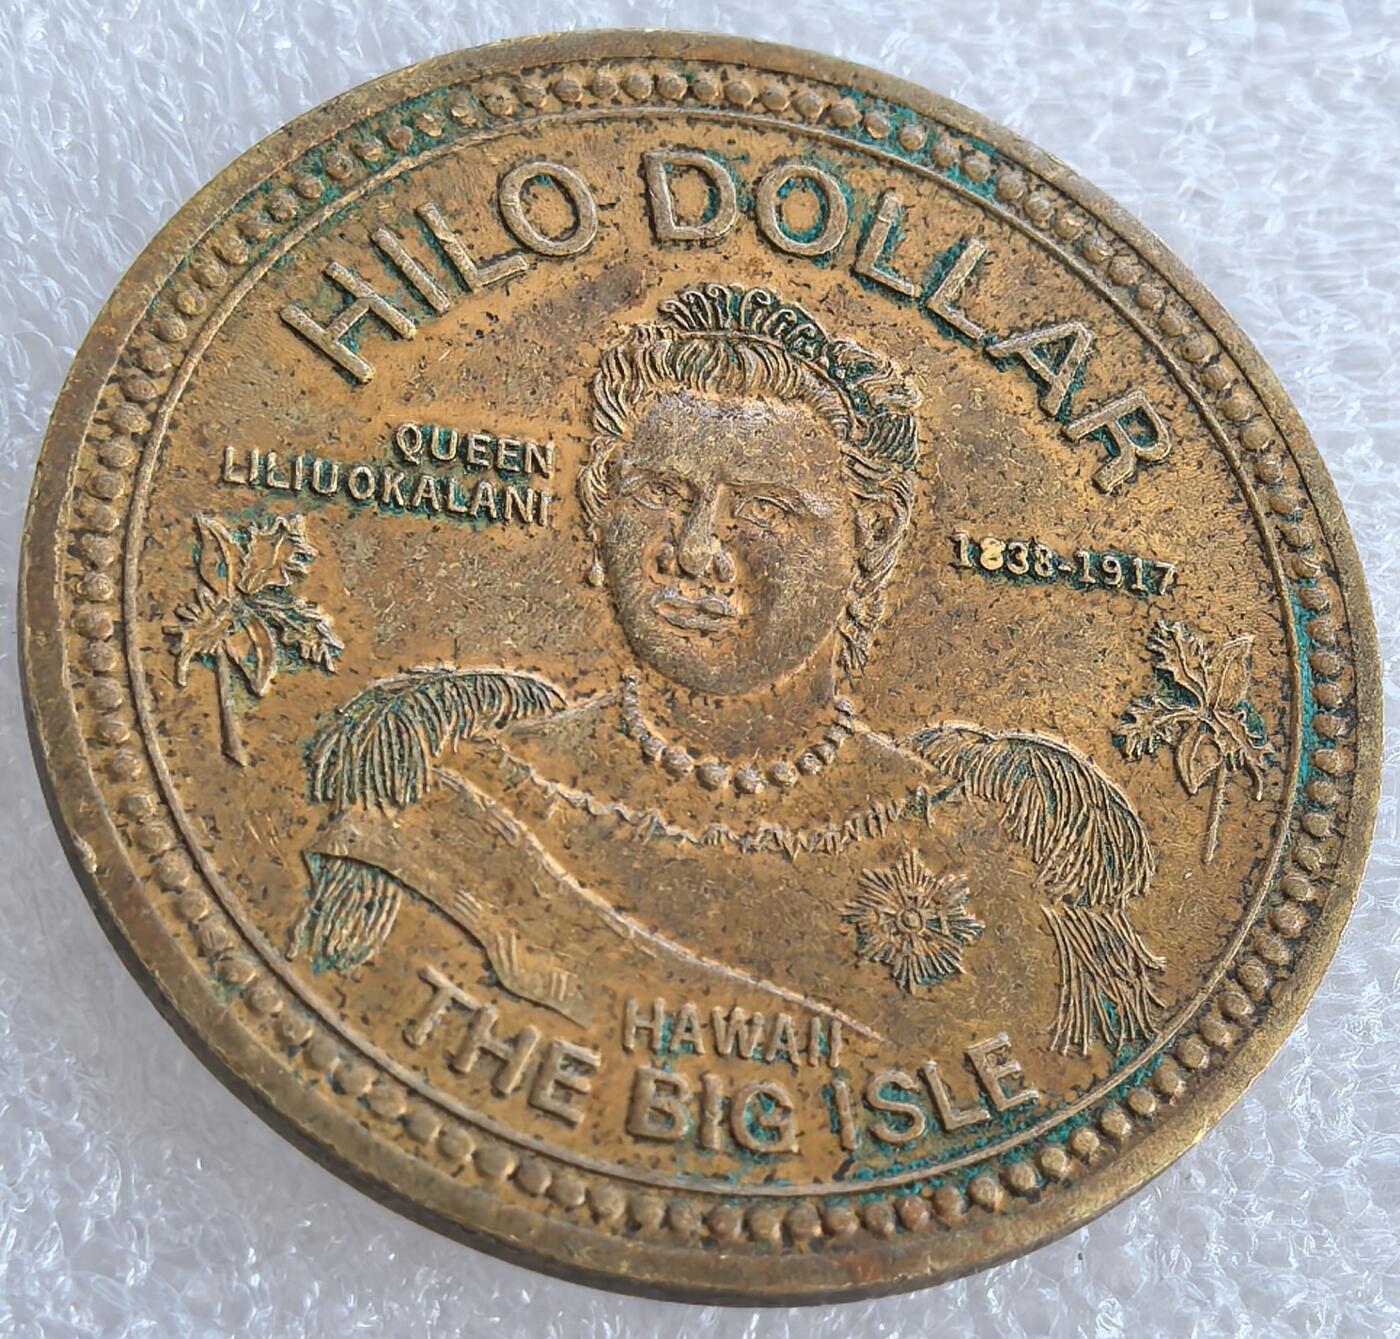 HILO DOLLAR
QUEEN
LILIUOKALANI
1838-1917
HAWAII
THE BIG ISLE